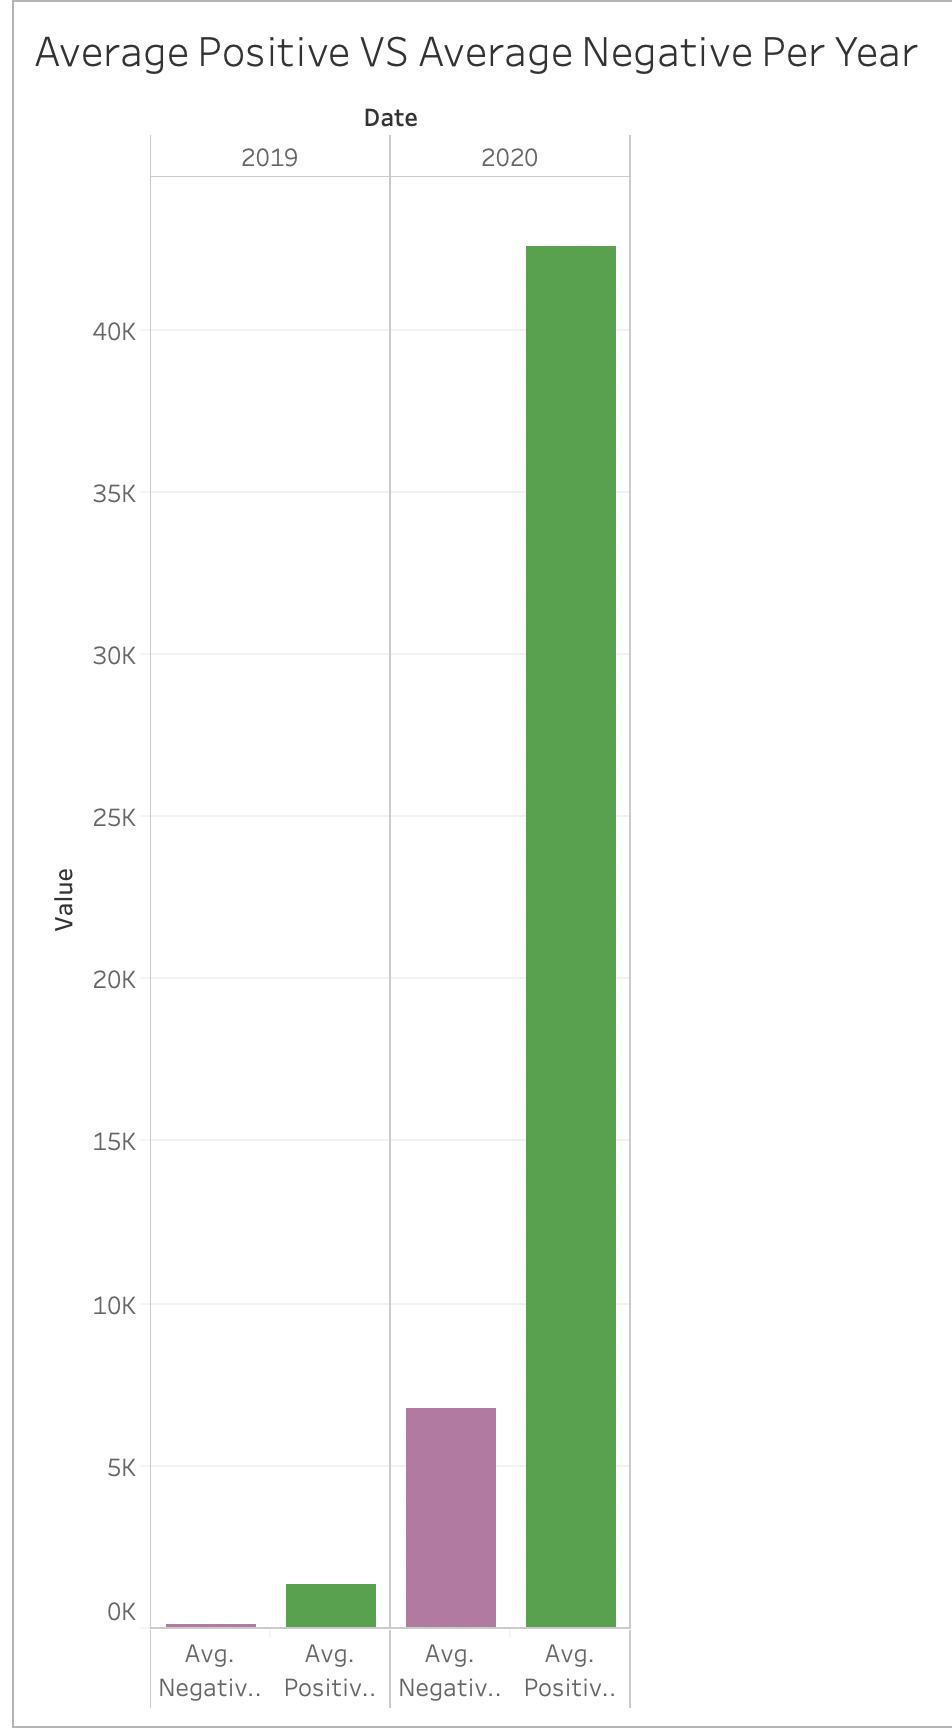 Average Positive VS Average Negative Per Year
Date
2019 2020
40K
35K
30K
25K
20K
15K
10K
5K
0K
Value
Avg. Negativ.. Avg. Positiv.. Avg. Negativ.. Avg. Positiv..